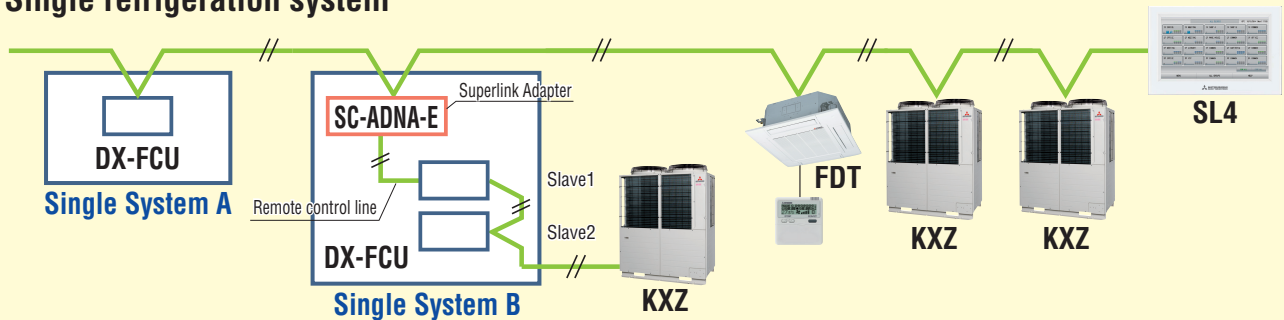 Single refrigeration system
SC-ADNA-E
Superlink Adapter
DX-FCU
Single System A
Remote control line
Slave1
Slave2
DX-FCU
Single System B
KXZ
FDT
KXZ
KXZ
SL4